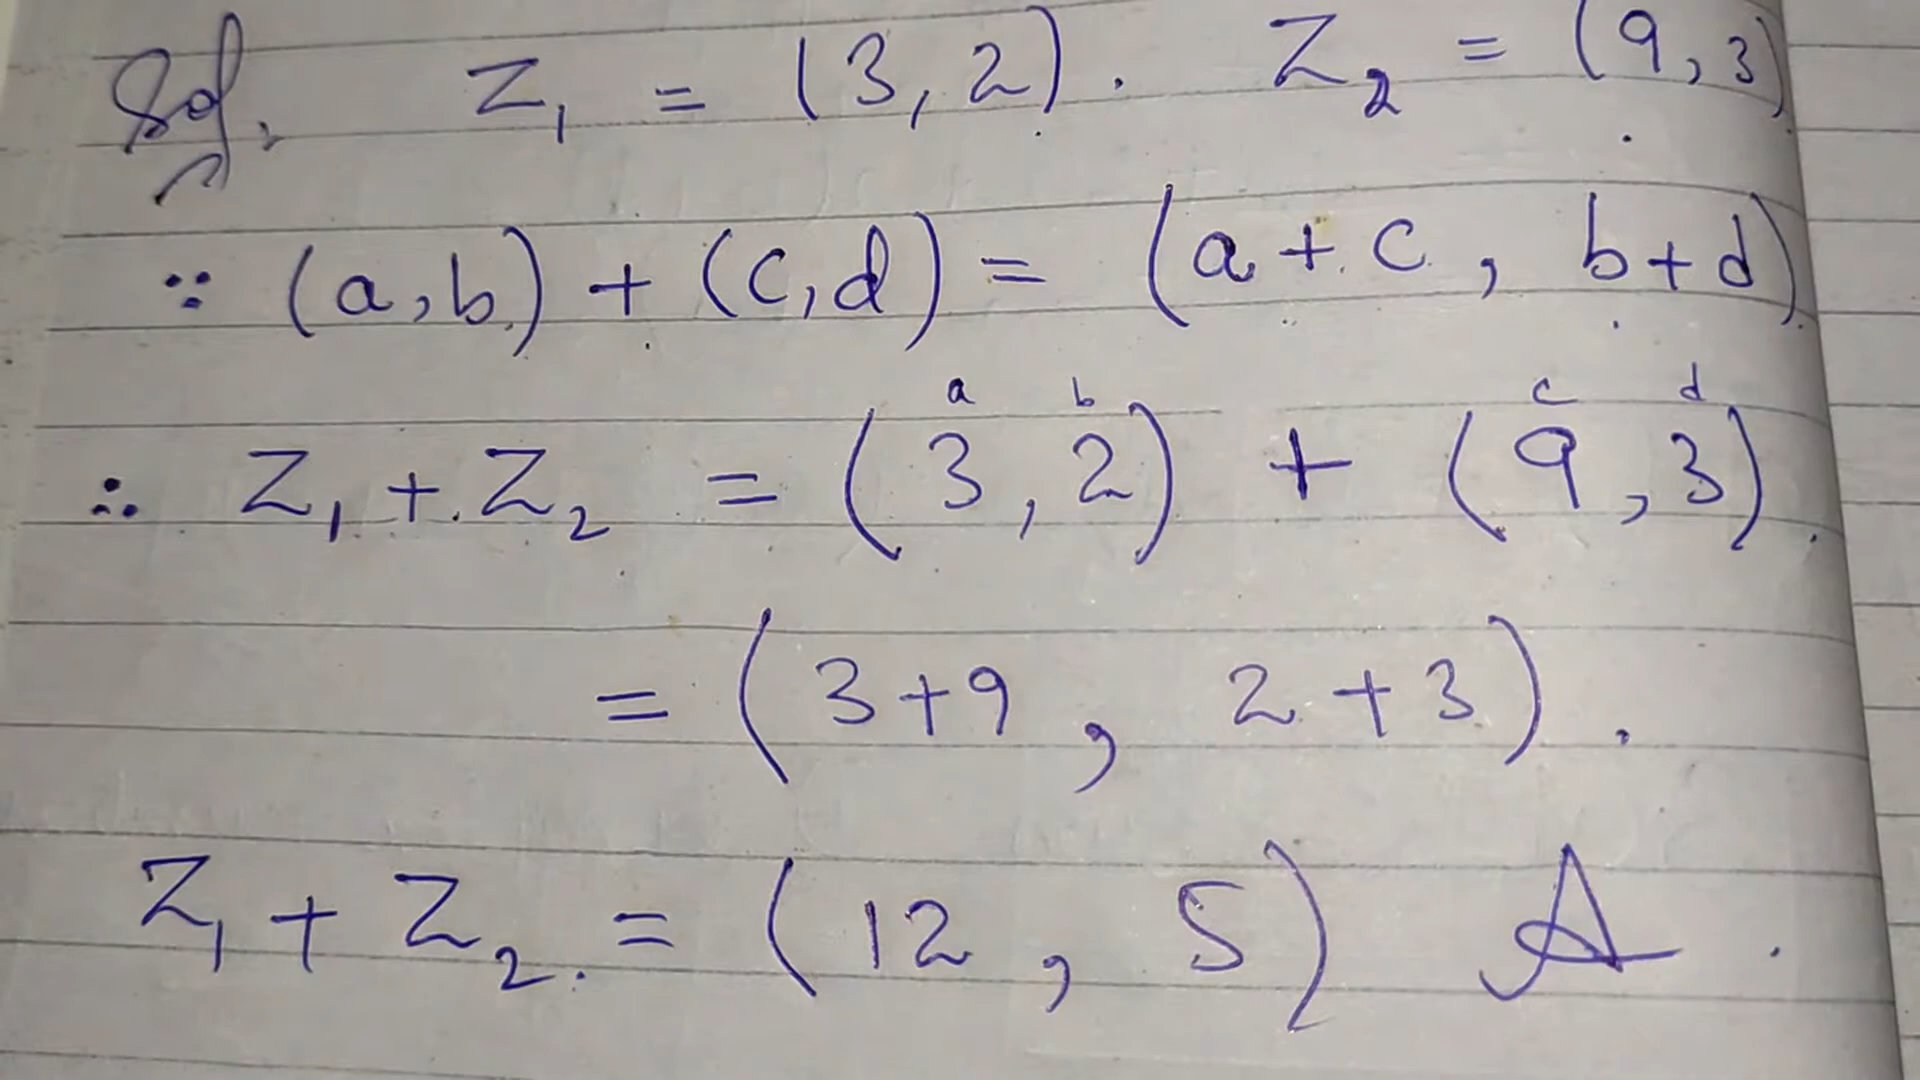 Sol. Z₁ = (3, 2). Z₂ = (9, 3)
∵ (a, b) + (c, d) = (a + c, b + d)
a b c d
∴ Z₁ + Z₂ = (3, 2) + (9, 3)
= (3 + 9, 2 + 3).
Z₁ + Z₂ = (12, 5) A.